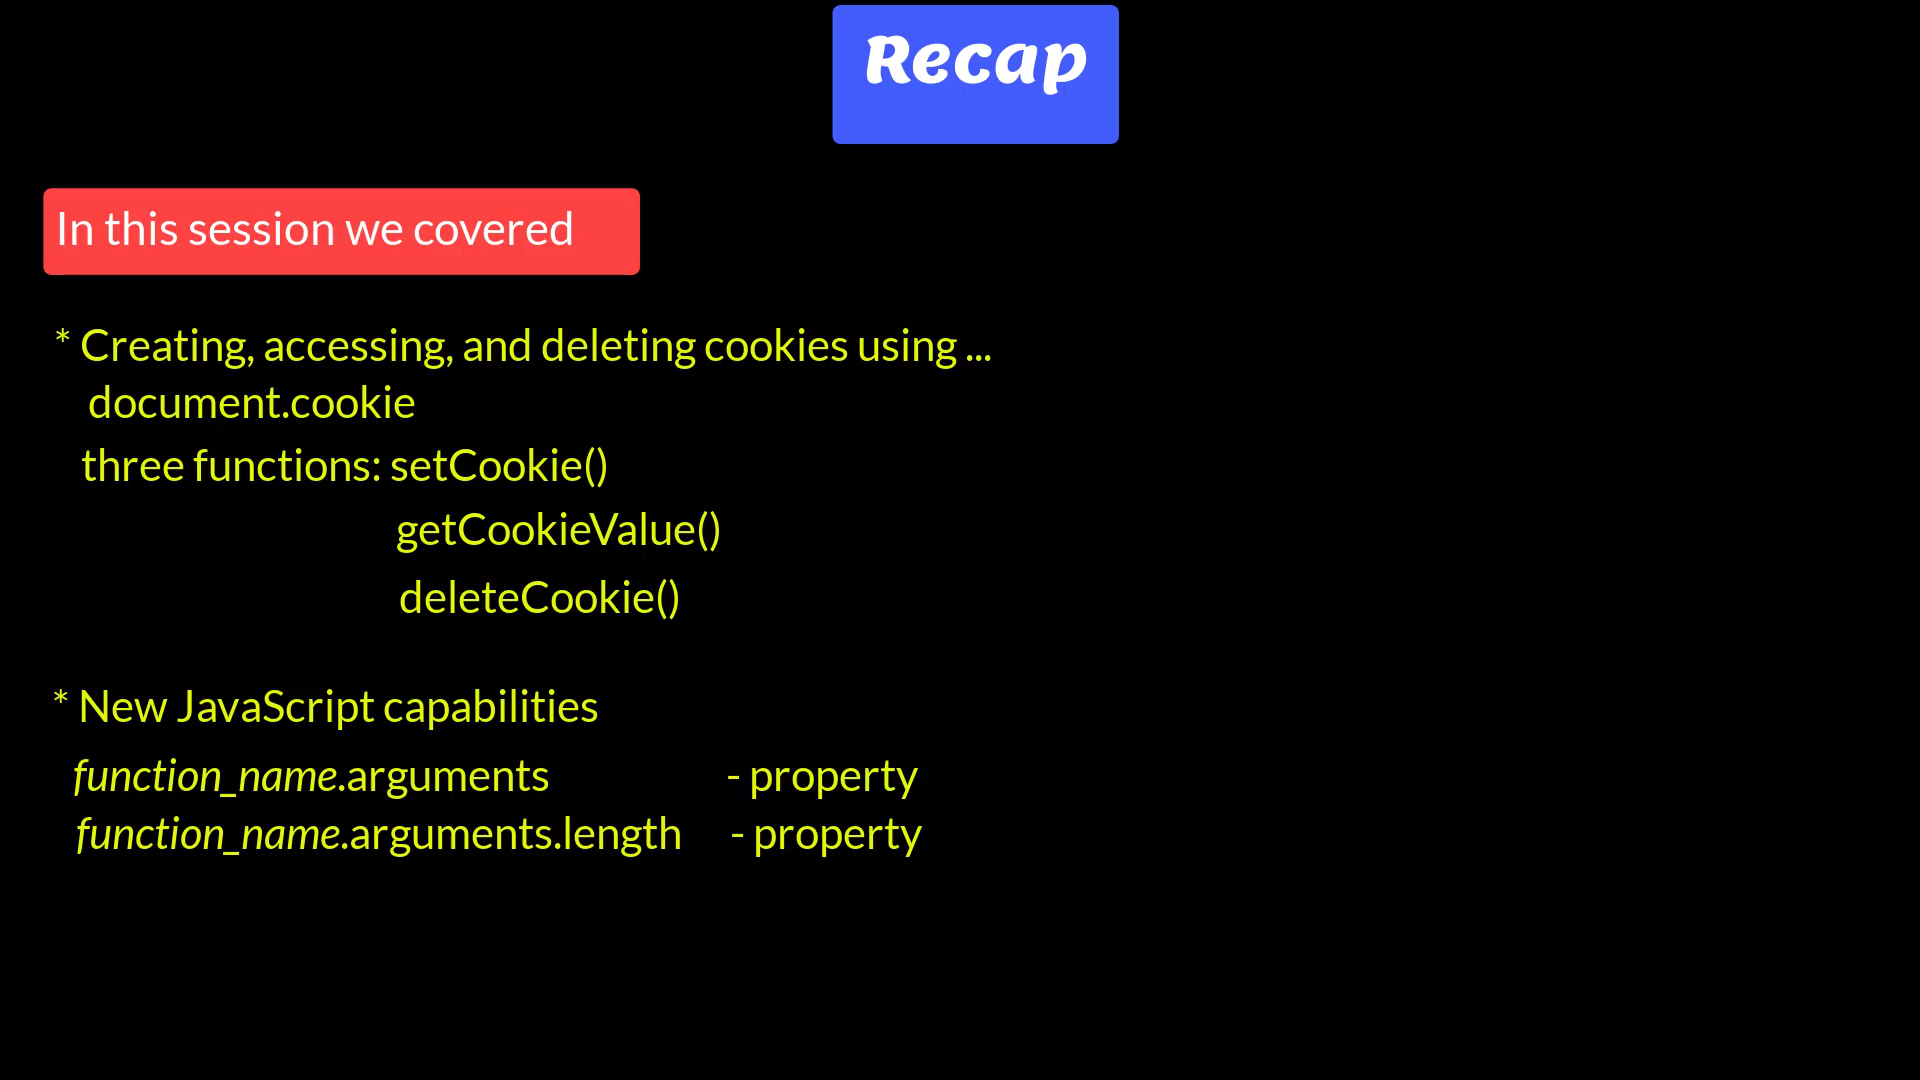 Recap
In this session we covered
* Creating, accessing, and deleting cookies using ...
document.cookie
three functions: setCookie()
getCookieValue()
deleteCookie()
* New JavaScript capabilities
function_name.arguments - property
function_name.arguments.length - property